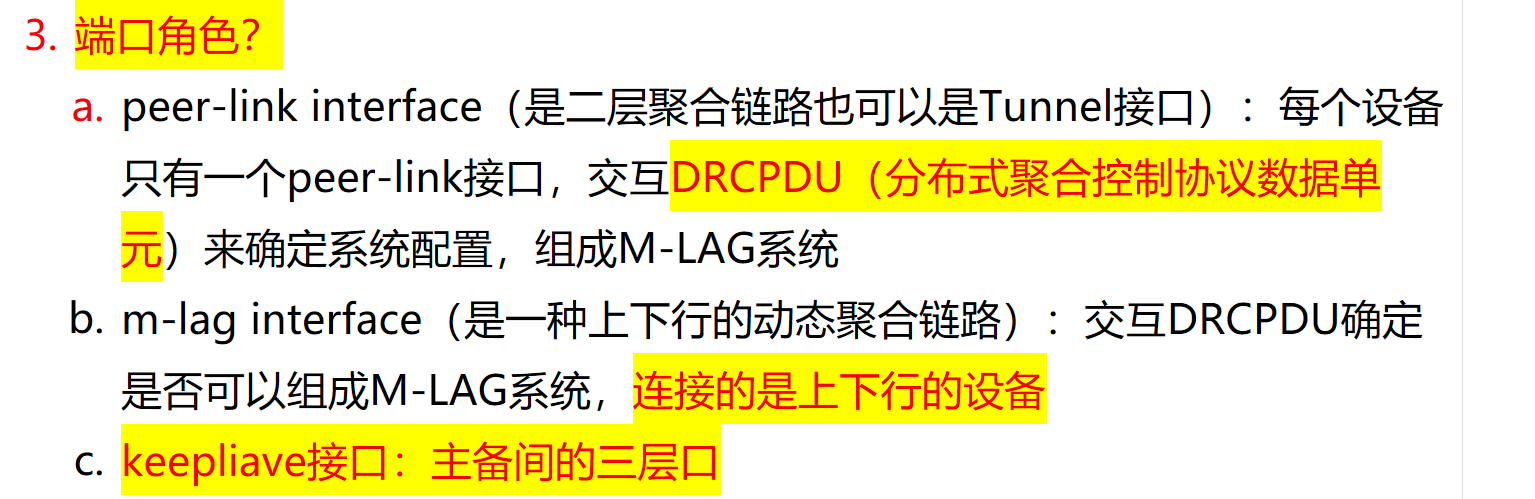 3. 端口角色？
a. peer-link interface（是二层聚合链路也可以是Tunnel接口）：每个设备
只有一个peer-link接口，交互DRCPDU（分布式聚合控制协议数据单
元）来确定系统配置，组成M-LAG系统
b. m-lag interface（是一种上下行的动态聚合链路）：交互DRCPDU确定
是否可以组成M-LAG系统，连接的是上下行的设备
c. keepliave接口：主备间的三层口